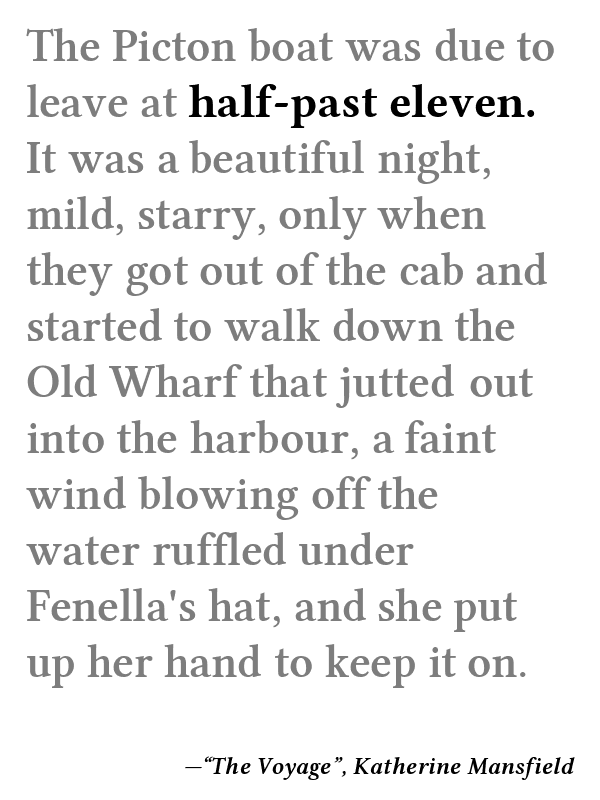 The Picton boat was due to
leave at half-past eleven.
It was a beautiful night,
mild, starry, only when
they got out of the cab and
started to walk down the
Old Wharf that jutted out
into the harbour, a faint
wind blowing off the
water ruffled under
Fenella's hat, and she put
up her hand to keep it on.
—“The Voyage”, Katherine Mansfield